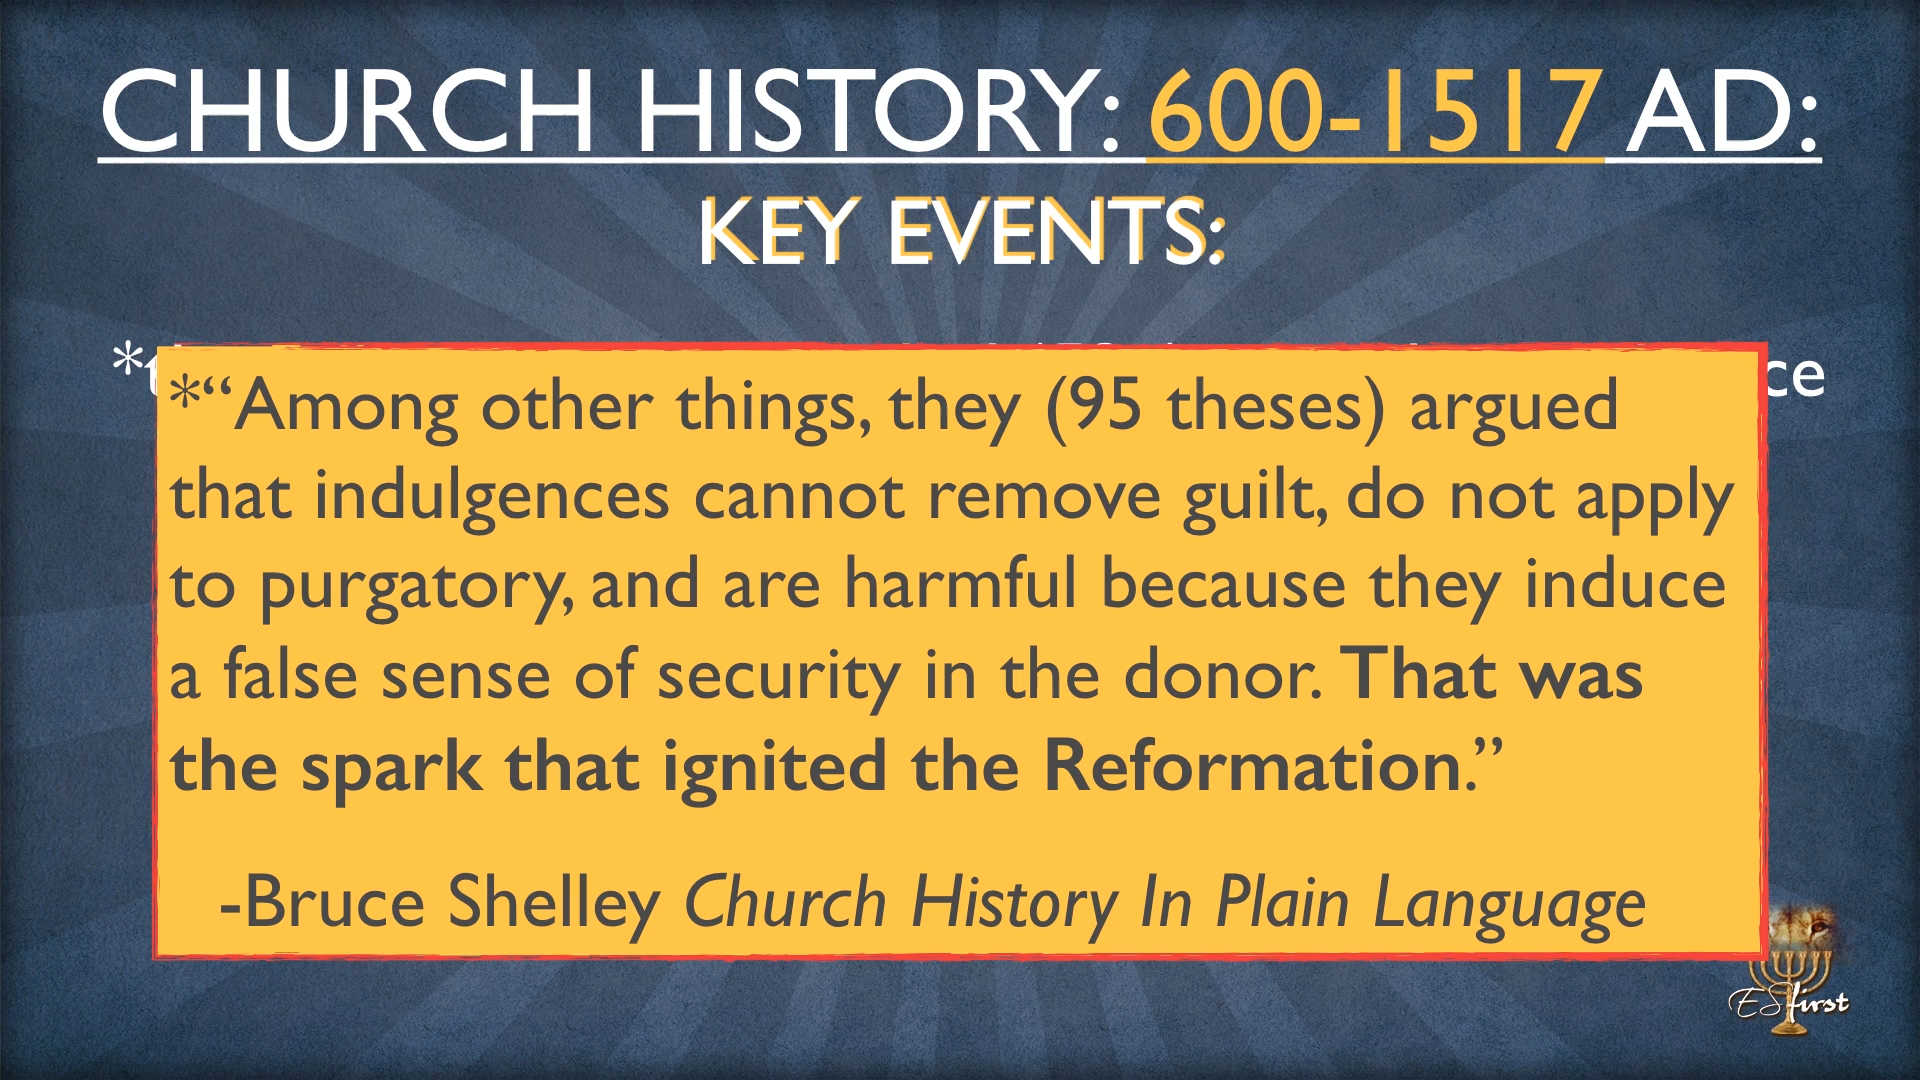 CHURCH HISTORY: 600-1517 AD:
KEY EVENTS:
*“Among other things, they (95 theses) argued
that indulgences cannot remove guilt, do not apply
to purgatory, and are harmful because they induce
a false sense of security in the donor. That was
the spark that ignited the Reformation.”
-Bruce Shelley Church History In Plain Language
ESfirst